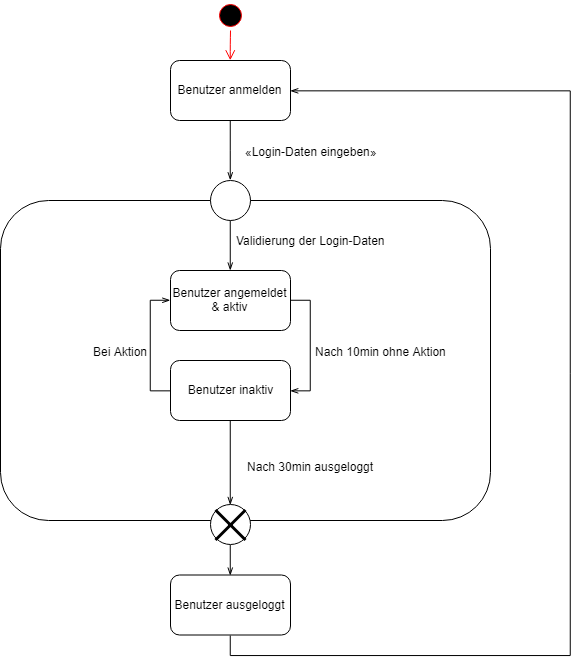 Benutzer anmelden
«Login-Daten eingeben»
Validierung der Login-Daten
Benutzer angemeldet
& aktiv
Bei Aktion
Nach 10min ohne Aktion
Benutzer inaktiv
Nach 30min ausgeloggt
Benutzer ausgeloggt